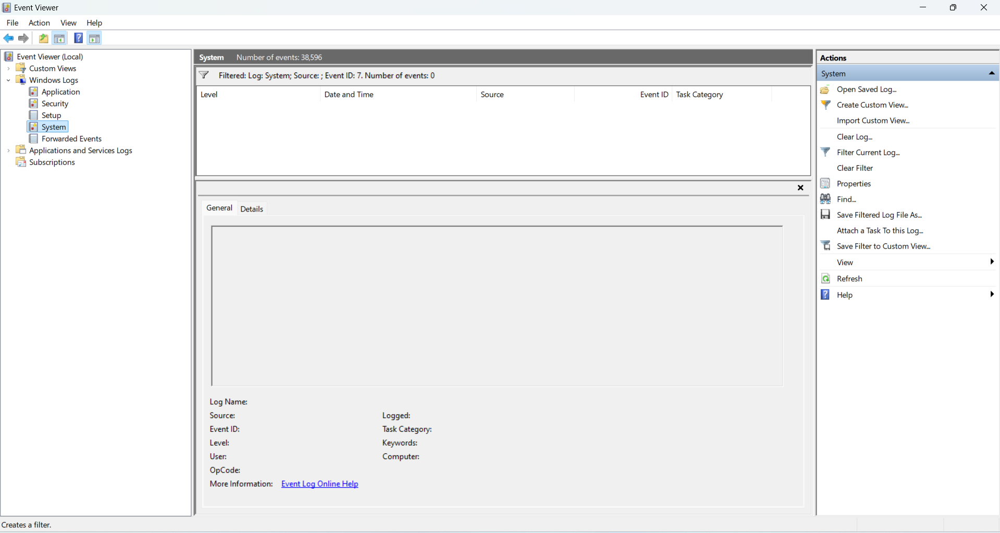 Event Viewer
File Action View Help
Event Viewer (Local)
Custom Views
Windows Logs
Application
Security
Setup
System
Forwarded Events
Applications and Services Logs
Subscriptions
System Number of events: 38,596
Filtered: Log: System; Source: ; Event ID: 7. Number of events: 0
Level Date and Time Source Event ID Task Category
General Details
Log Name:
Source: Logged:
Event ID: Task Category:
Level: Keywords:
User: Computer:
OpCode:
More Information: Event Log Online Help
Actions
System
Open Saved Log...
Create Custom View...
Import Custom View...
Clear Log...
Filter Current Log...
Clear Filter
Properties
Find...
Save Filtered Log File As...
Attach a Task To this Log...
Save Filter to Custom View...
View
Refresh
Help
Creates a filter.